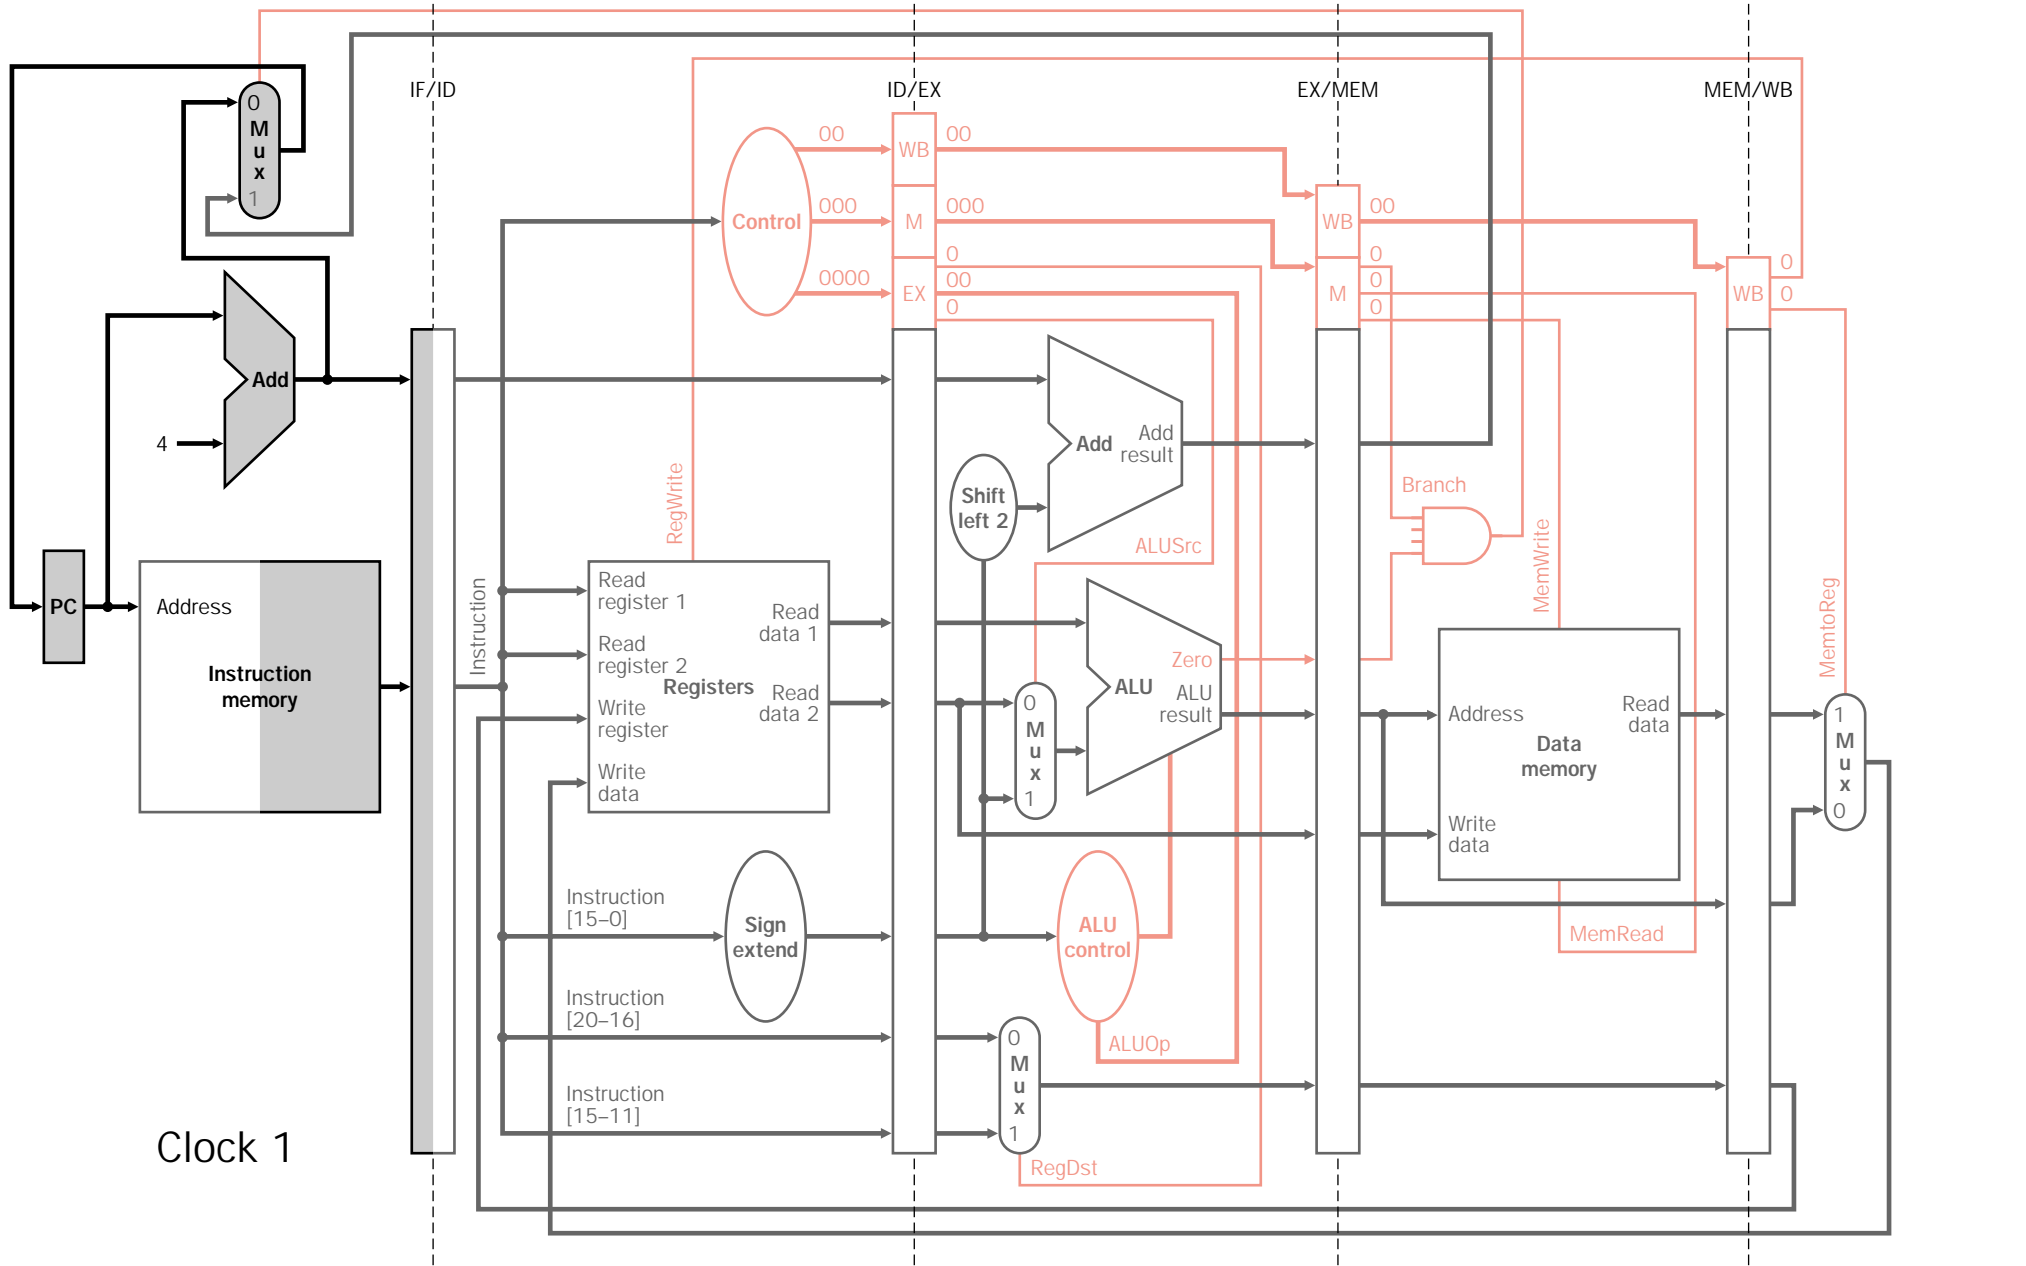 IF/ID
ID/EX
EX/MEM
MEM/WB
0
M
u
x
1
Add
4
PC
Address
Instruction
memory
Instruction
RegWrite
Control
00
000
0000
WB
M
EX
00
000
0
00
0
WB
M
00
0
0
0
WB
0
0
Read
register 1
Read
register 2
Write
register
Write
data
Registers
Read
data 1
Read
data 2
Instruction
[15–0]
Sign
extend
Instruction
[20–16]
Instruction
[15–11]
Shift
left 2
Add
Add
result
ALUSrc
0
M
u
x
1
ALU
Zero
ALU
result
ALU
control
ALUOp
0
M
u
x
1
RegDst
Branch
MemWrite
Address
Read
data
Data
memory
Write
data
MemRead
MemtoReg
1
M
u
x
0
Clock 1